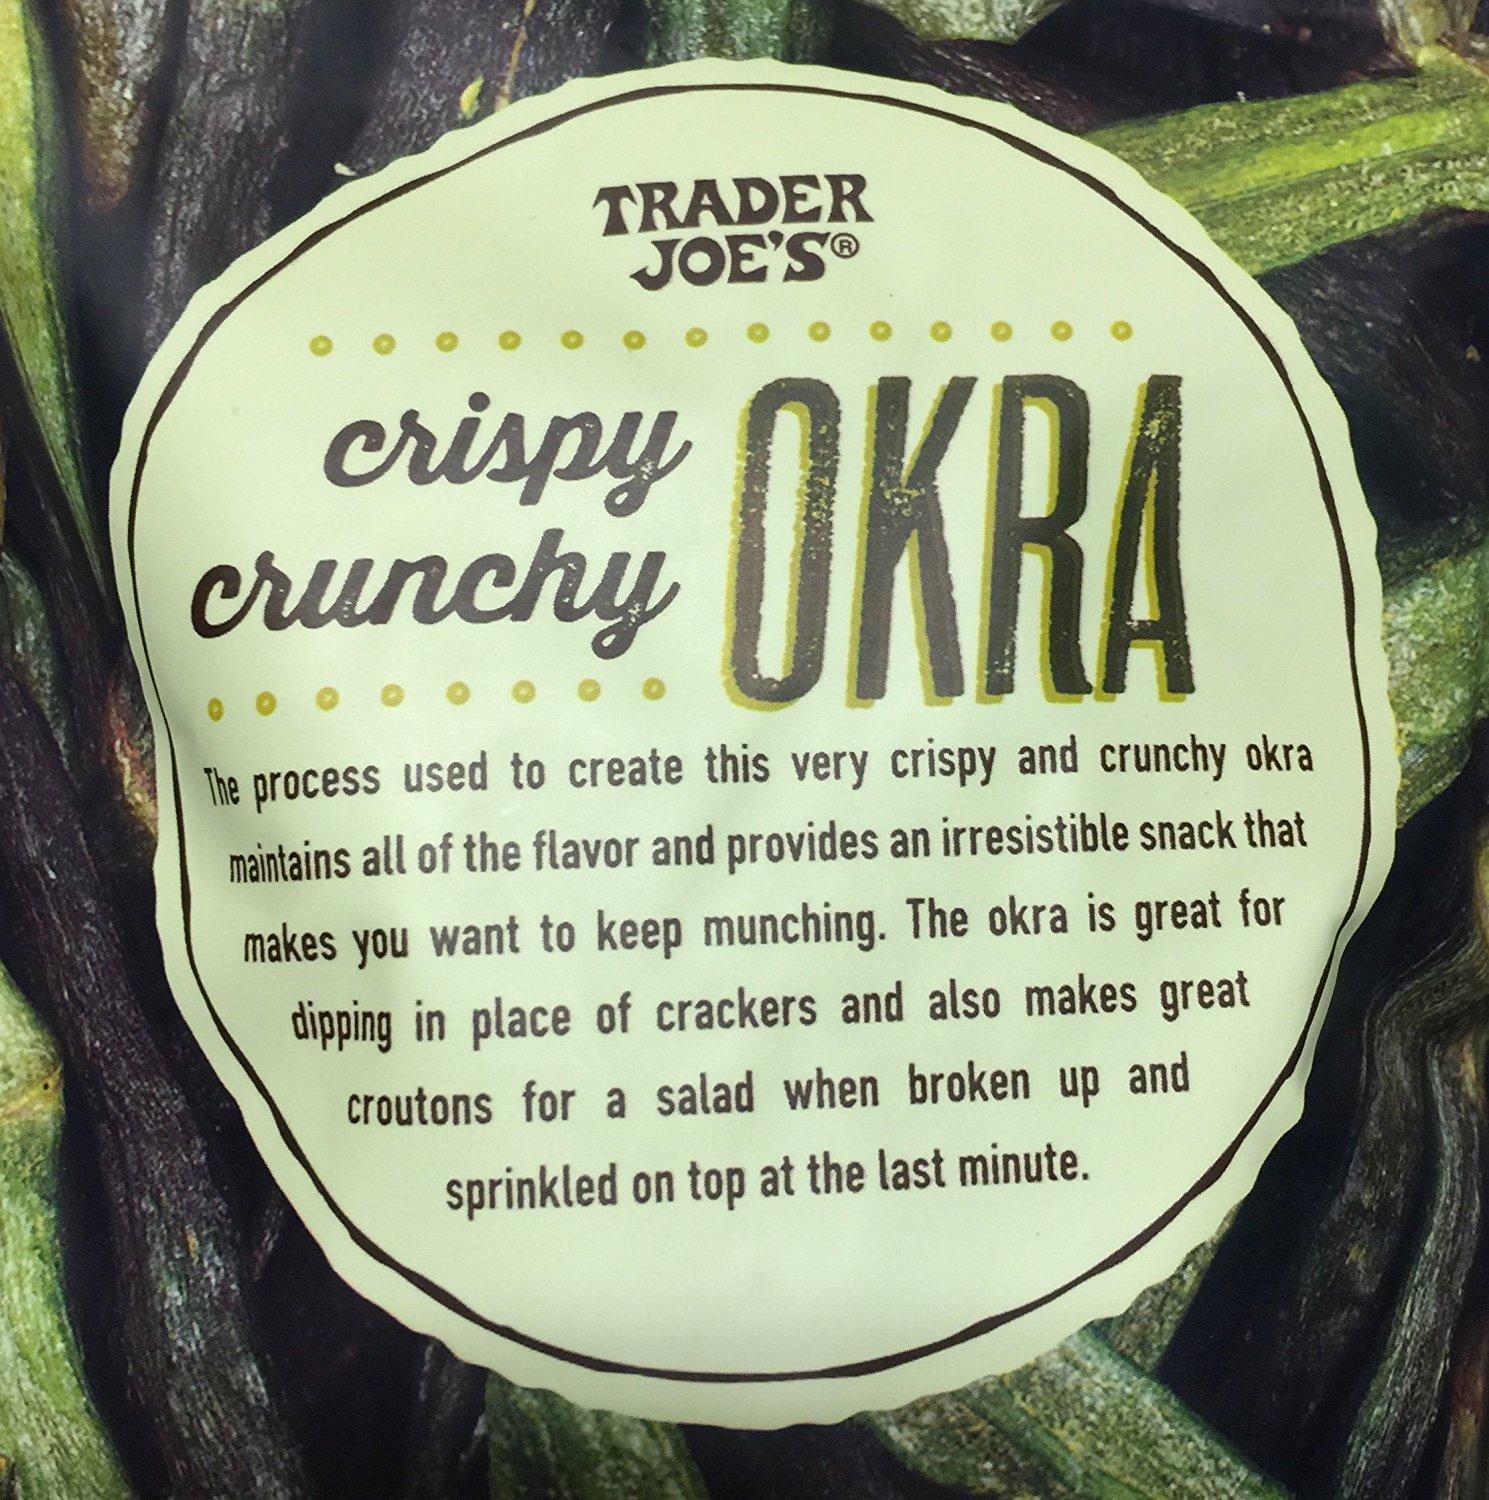 TRADER
JOE'S®
crispy
crunchy
OKRA
The process used to create this very crispy and crunchy okra
maintains all of the flavor and provides an irresistible snack that
makes you want to keep munching. The okra is great for
dipping in place of crackers and also makes great
croutons for a salad when broken up and
sprinkled on top at the last minute.